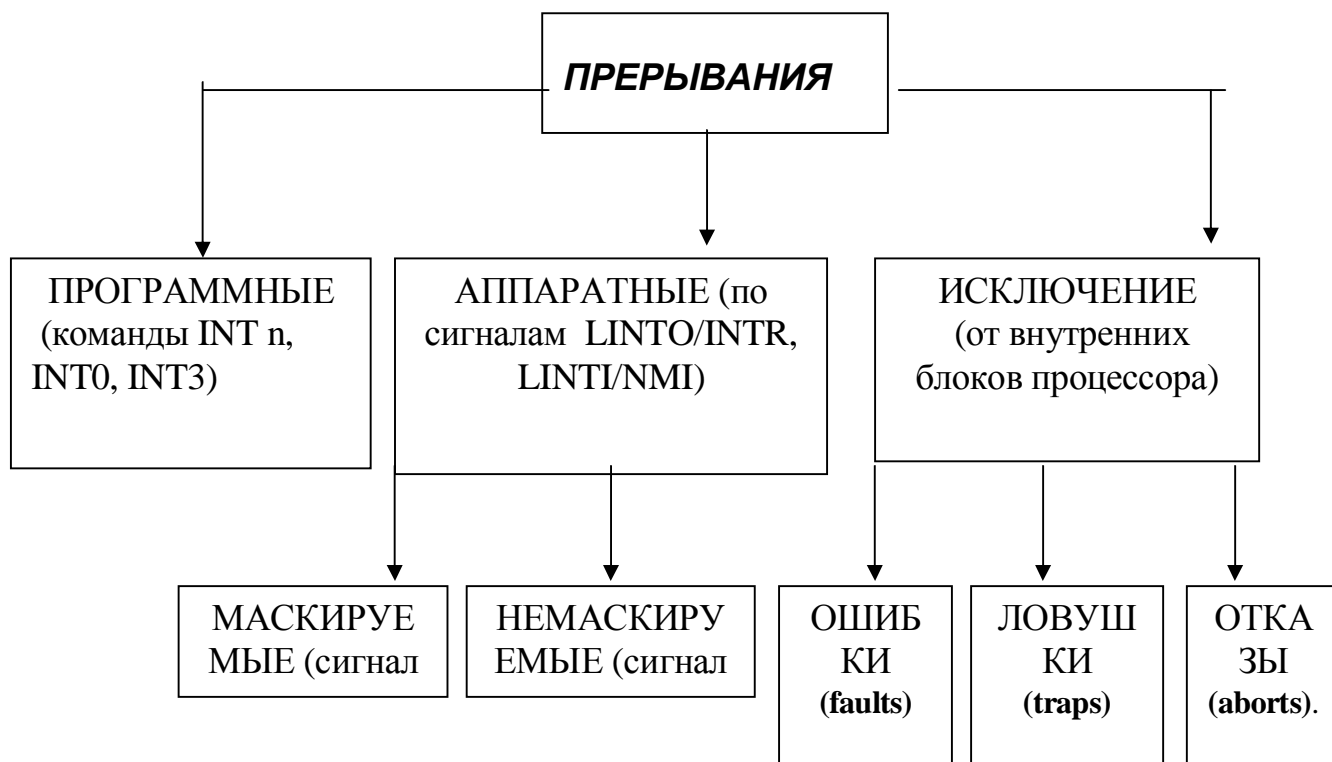 ПРЕРЫВАНИЯ
ПРОГРАММНЫЕ
(команды INT n,
INT0, INT3)
АППАРАТНЫЕ (по
сигналам LINTO/INTR,
LINTI/NMI)
ИСКЛЮЧЕНИЕ
(от внутренних
блоков процессора)
МАСКИРУЕ
МЫЕ (сигнал
НЕМАСКИРУ
ЕМЫЕ (сигнал
ОШИБ
КИ
(faults)
ЛОВУШ
КИ
(traps)
ОТКА
ЗЫ
(aborts).